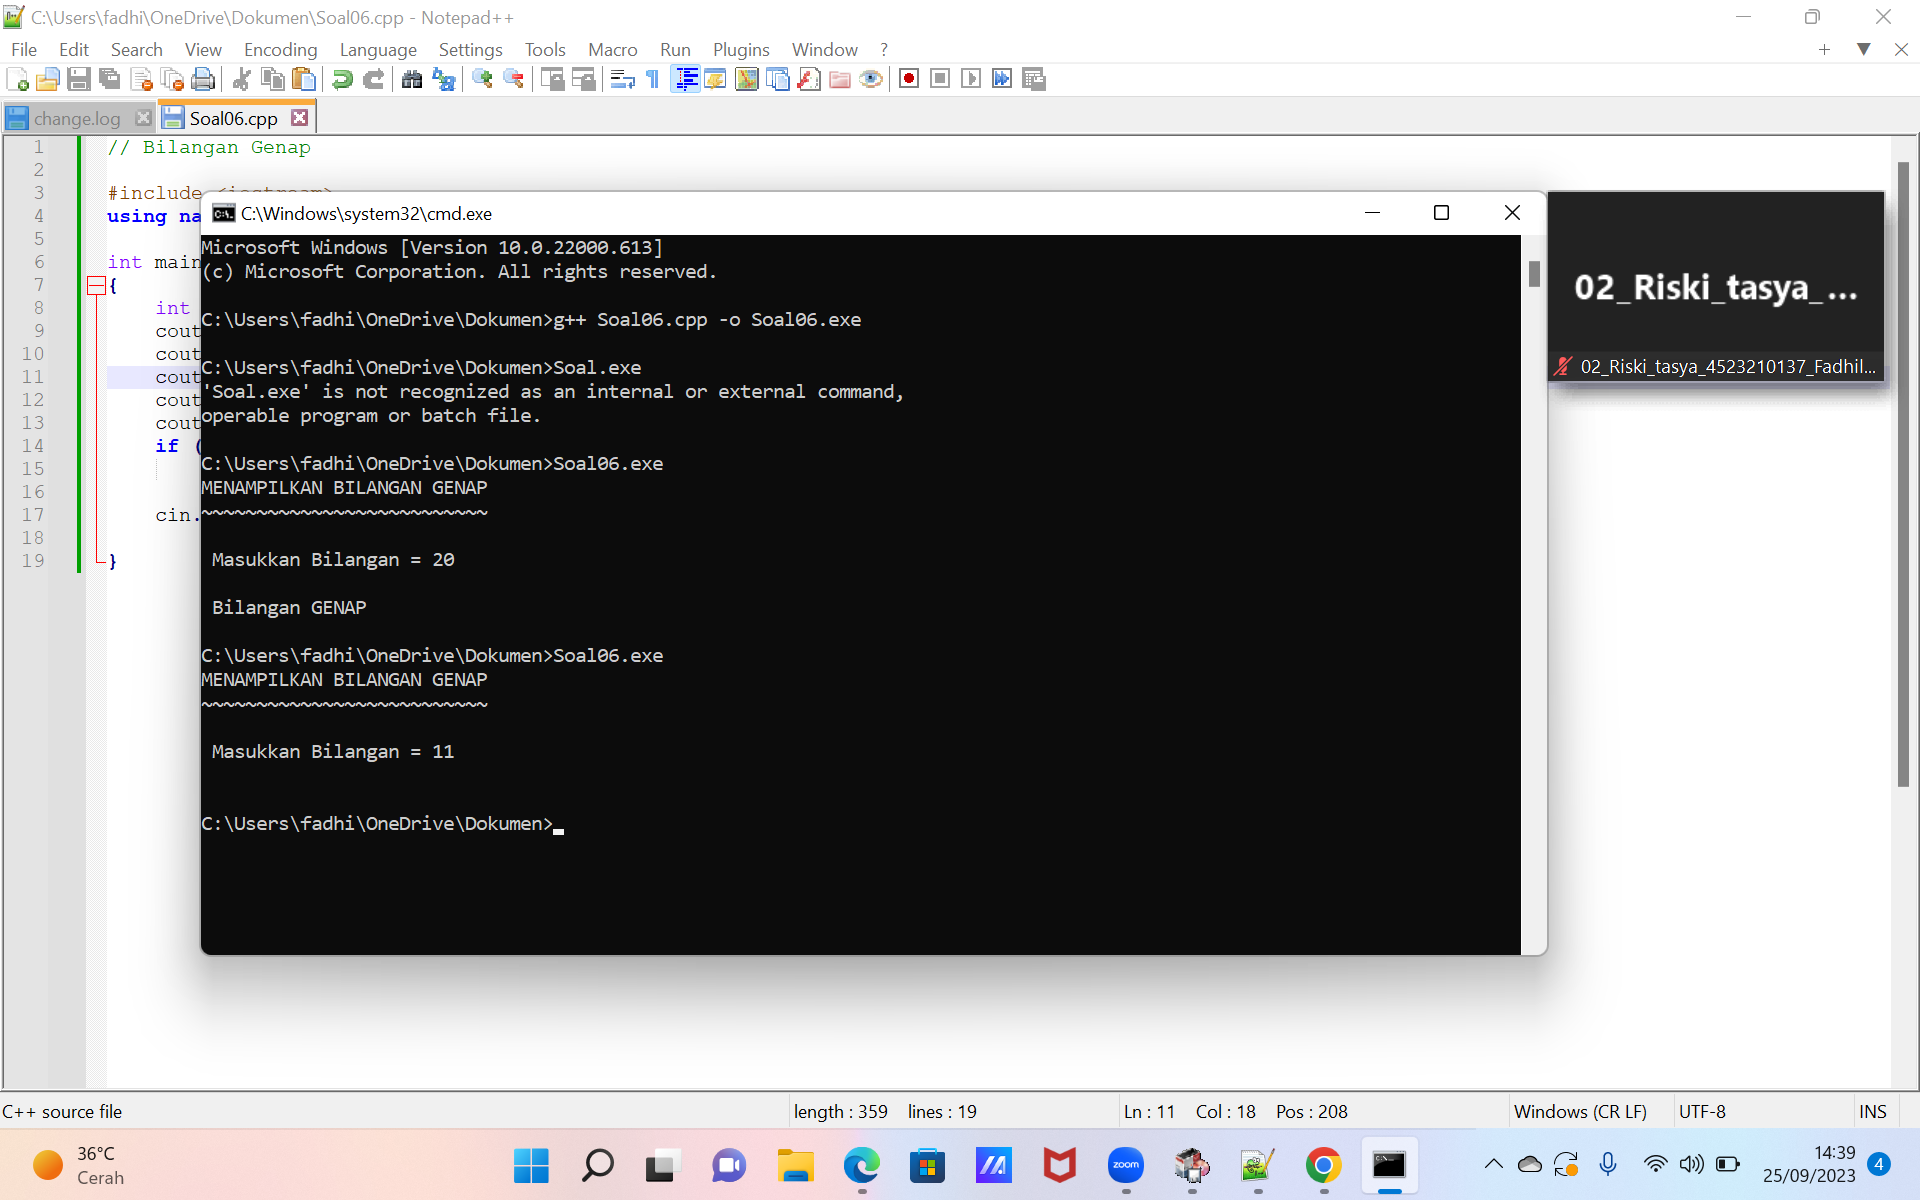 C:\Users\fadhi\OneDrive\Dokumen\Soal06.cpp - Notepad++
File Edit Search View Encoding Language Settings Tools Macro Run Plugins Window ?
change.log Soal06.cpp
1 // Bilangan Genap
2
3 #include <iostream>
4 using na
5
6 int main
7 {
8 int
9 cout
10 cout
11 cout
12 cout
13 cout
14 if (
15
16
17 cin.
18
19 }
C:\Windows\system32\cmd.exe
Microsoft Windows [Version 10.0.22000.613]
(c) Microsoft Corporation. All rights reserved.
C:\Users\fadhi\OneDrive\Dokumen>g++ Soal06.cpp -o Soal06.exe
C:\Users\fadhi\OneDrive\Dokumen>Soal.exe
'Soal.exe' is not recognized as an internal or external command,
operable program or batch file.
C:\Users\fadhi\OneDrive\Dokumen>Soal06.exe
MENAMPILKAN BILANGAN GENAP
~~~~~~~~~~~~~~~~~~~~~~~~~~
Masukkan Bilangan = 20
Bilangan GENAP
C:\Users\fadhi\OneDrive\Dokumen>Soal06.exe
MENAMPILKAN BILANGAN GENAP
~~~~~~~~~~~~~~~~~~~~~~~~~~
Masukkan Bilangan = 11
C:\Users\fadhi\OneDrive\Dokumen>
02_Riski_tasya_...
02_Riski_tasya_4523210137_Fadhil...
C++ source file length : 359 lines : 19 Ln : 11 Col : 18 Pos : 208 Windows (CR LF) UTF-8 INS
36°C
Cerah
zoom
14:39
25/09/2023
4